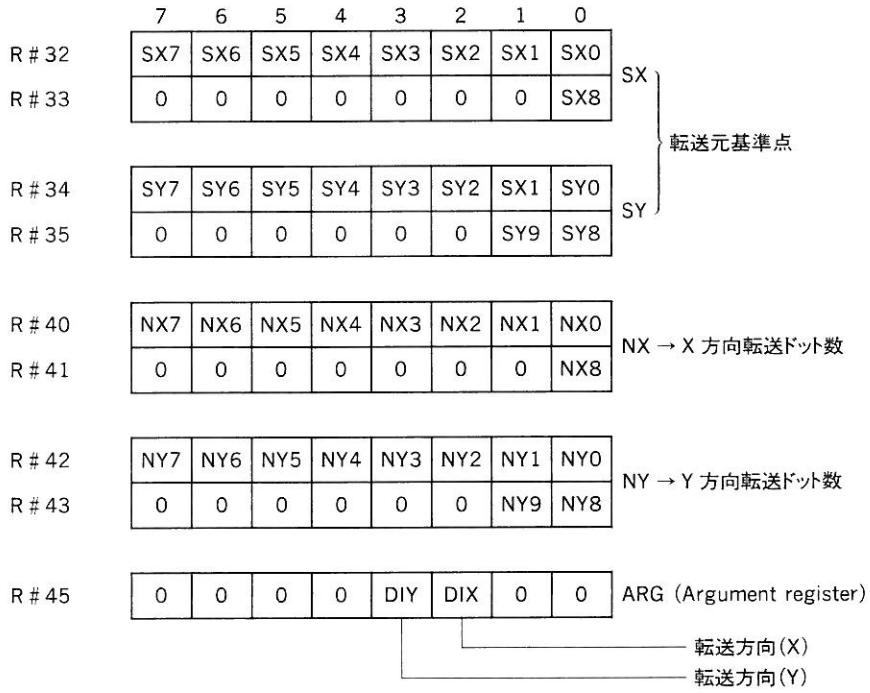 7 6 5 4 3 2 1 0
R#32 SX7 SX6 SX5 SX4 SX3 SX2 SX1 SX0
SX
R#33 0 0 0 0 0 0 0 SX8
転送元基準点
R#34 SY7 SY6 SY5 SY4 SY3 SY2 SX1 SY0
SY
R#35 0 0 0 0 0 0 SY9 SY8
R#40 NX7 NX6 NX5 NX4 NX3 NX2 NX1 NX0
NX → X 方向転送ドット数
R#41 0 0 0 0 0 0 0 NX8
R#42 NY7 NY6 NY5 NY4 NY3 NY2 NY1 NY0
NY → Y 方向転送ドット数
R#43 0 0 0 0 0 0 NY9 NY8
R#45 0 0 0 0 DIY DIX 0 0 ARG (Argument register)
転送方向(X)
転送方向(Y)